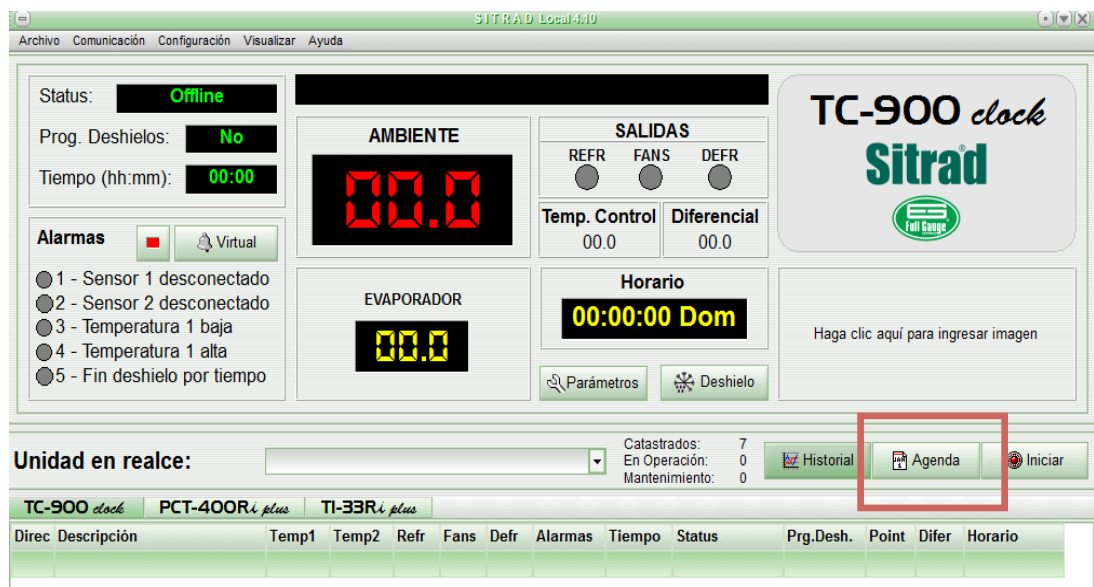 SITRAD Local 4.10
Archivo Comunicación Configuración Visualizar Ayuda
Status: Offline
Prog. Deshielos: No
Tiempo (hh:mm): 00:00
Alarmas Virtual
1 - Sensor 1 desconectado
2 - Sensor 2 desconectado
3 - Temperatura 1 baja
4 - Temperatura 1 alta
5 - Fin deshielo por tiempo
AMBIENTE
00.0
EVAPORADOR
00.0
SALIDAS
REFR FANS DEFR
Temp. Control Diferencial
00.0 00.0
Horario
00:00:00 Dom
Parámetros Deshielo
TC-900 clock
Sitrad
Full Gauge
Haga clic aquí para ingresar imagen
Unidad en realce:
Catastrados: 7
En Operación: 0
Mantenimiento: 0
Historial Agenda Iniciar
TC-900 clock PCT-400Ri plus TI-33Ri plus
Direc Descripción Temp1 Temp2 Refr Fans Defr Alarmas Tiempo Status Prg.Desh. Point Difer Horario